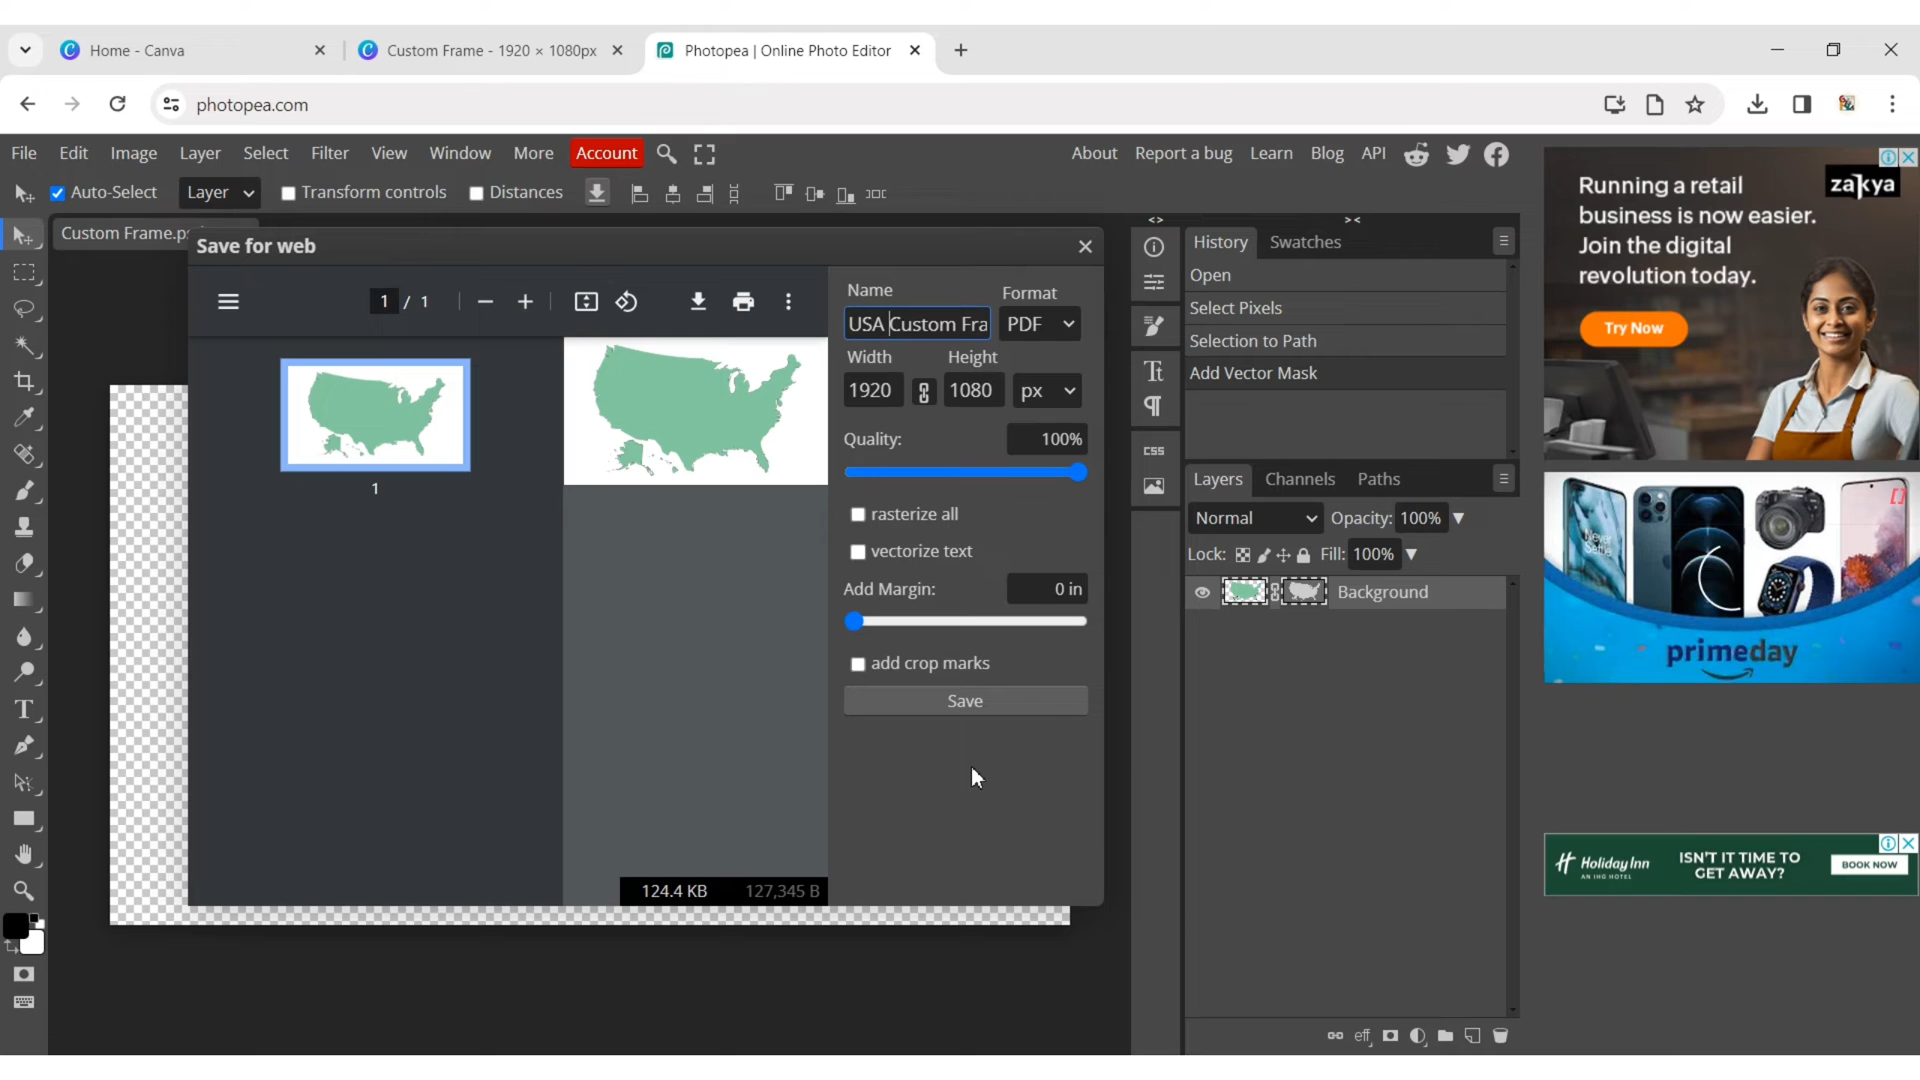 Home - Canva
Custom Frame - 1920 × 1080px
Photopea | Online Photo Editor
photopea.com
File Edit Image Layer Select Filter View Window More Account
About Report a bug Learn Blog API
Auto-Select Layer Transform controls Distances
Custom Frame.ps
Save for web
1 / 1
1
124.4 KB 127,345 B
Name Format
USA Custom Fra PDF
Width Height
1920 1080 px
Quality: 100%
rasterize all
vectorize text
Add Margin: 0 in
add crop marks
Save
CSS
History Swatches
Open
Select Pixels
Selection to Path
Add Vector Mask
Layers Channels Paths
Normal Opacity: 100%
Lock: Fill: 100%
Background
eff
Running a retail
business is now easier.
Join the digital
revolution today.
Try Now
zakya
primeday
Holiday Inn
AN IHG HOTEL
ISN'T IT TIME TO
GET AWAY?
BOOK NOW